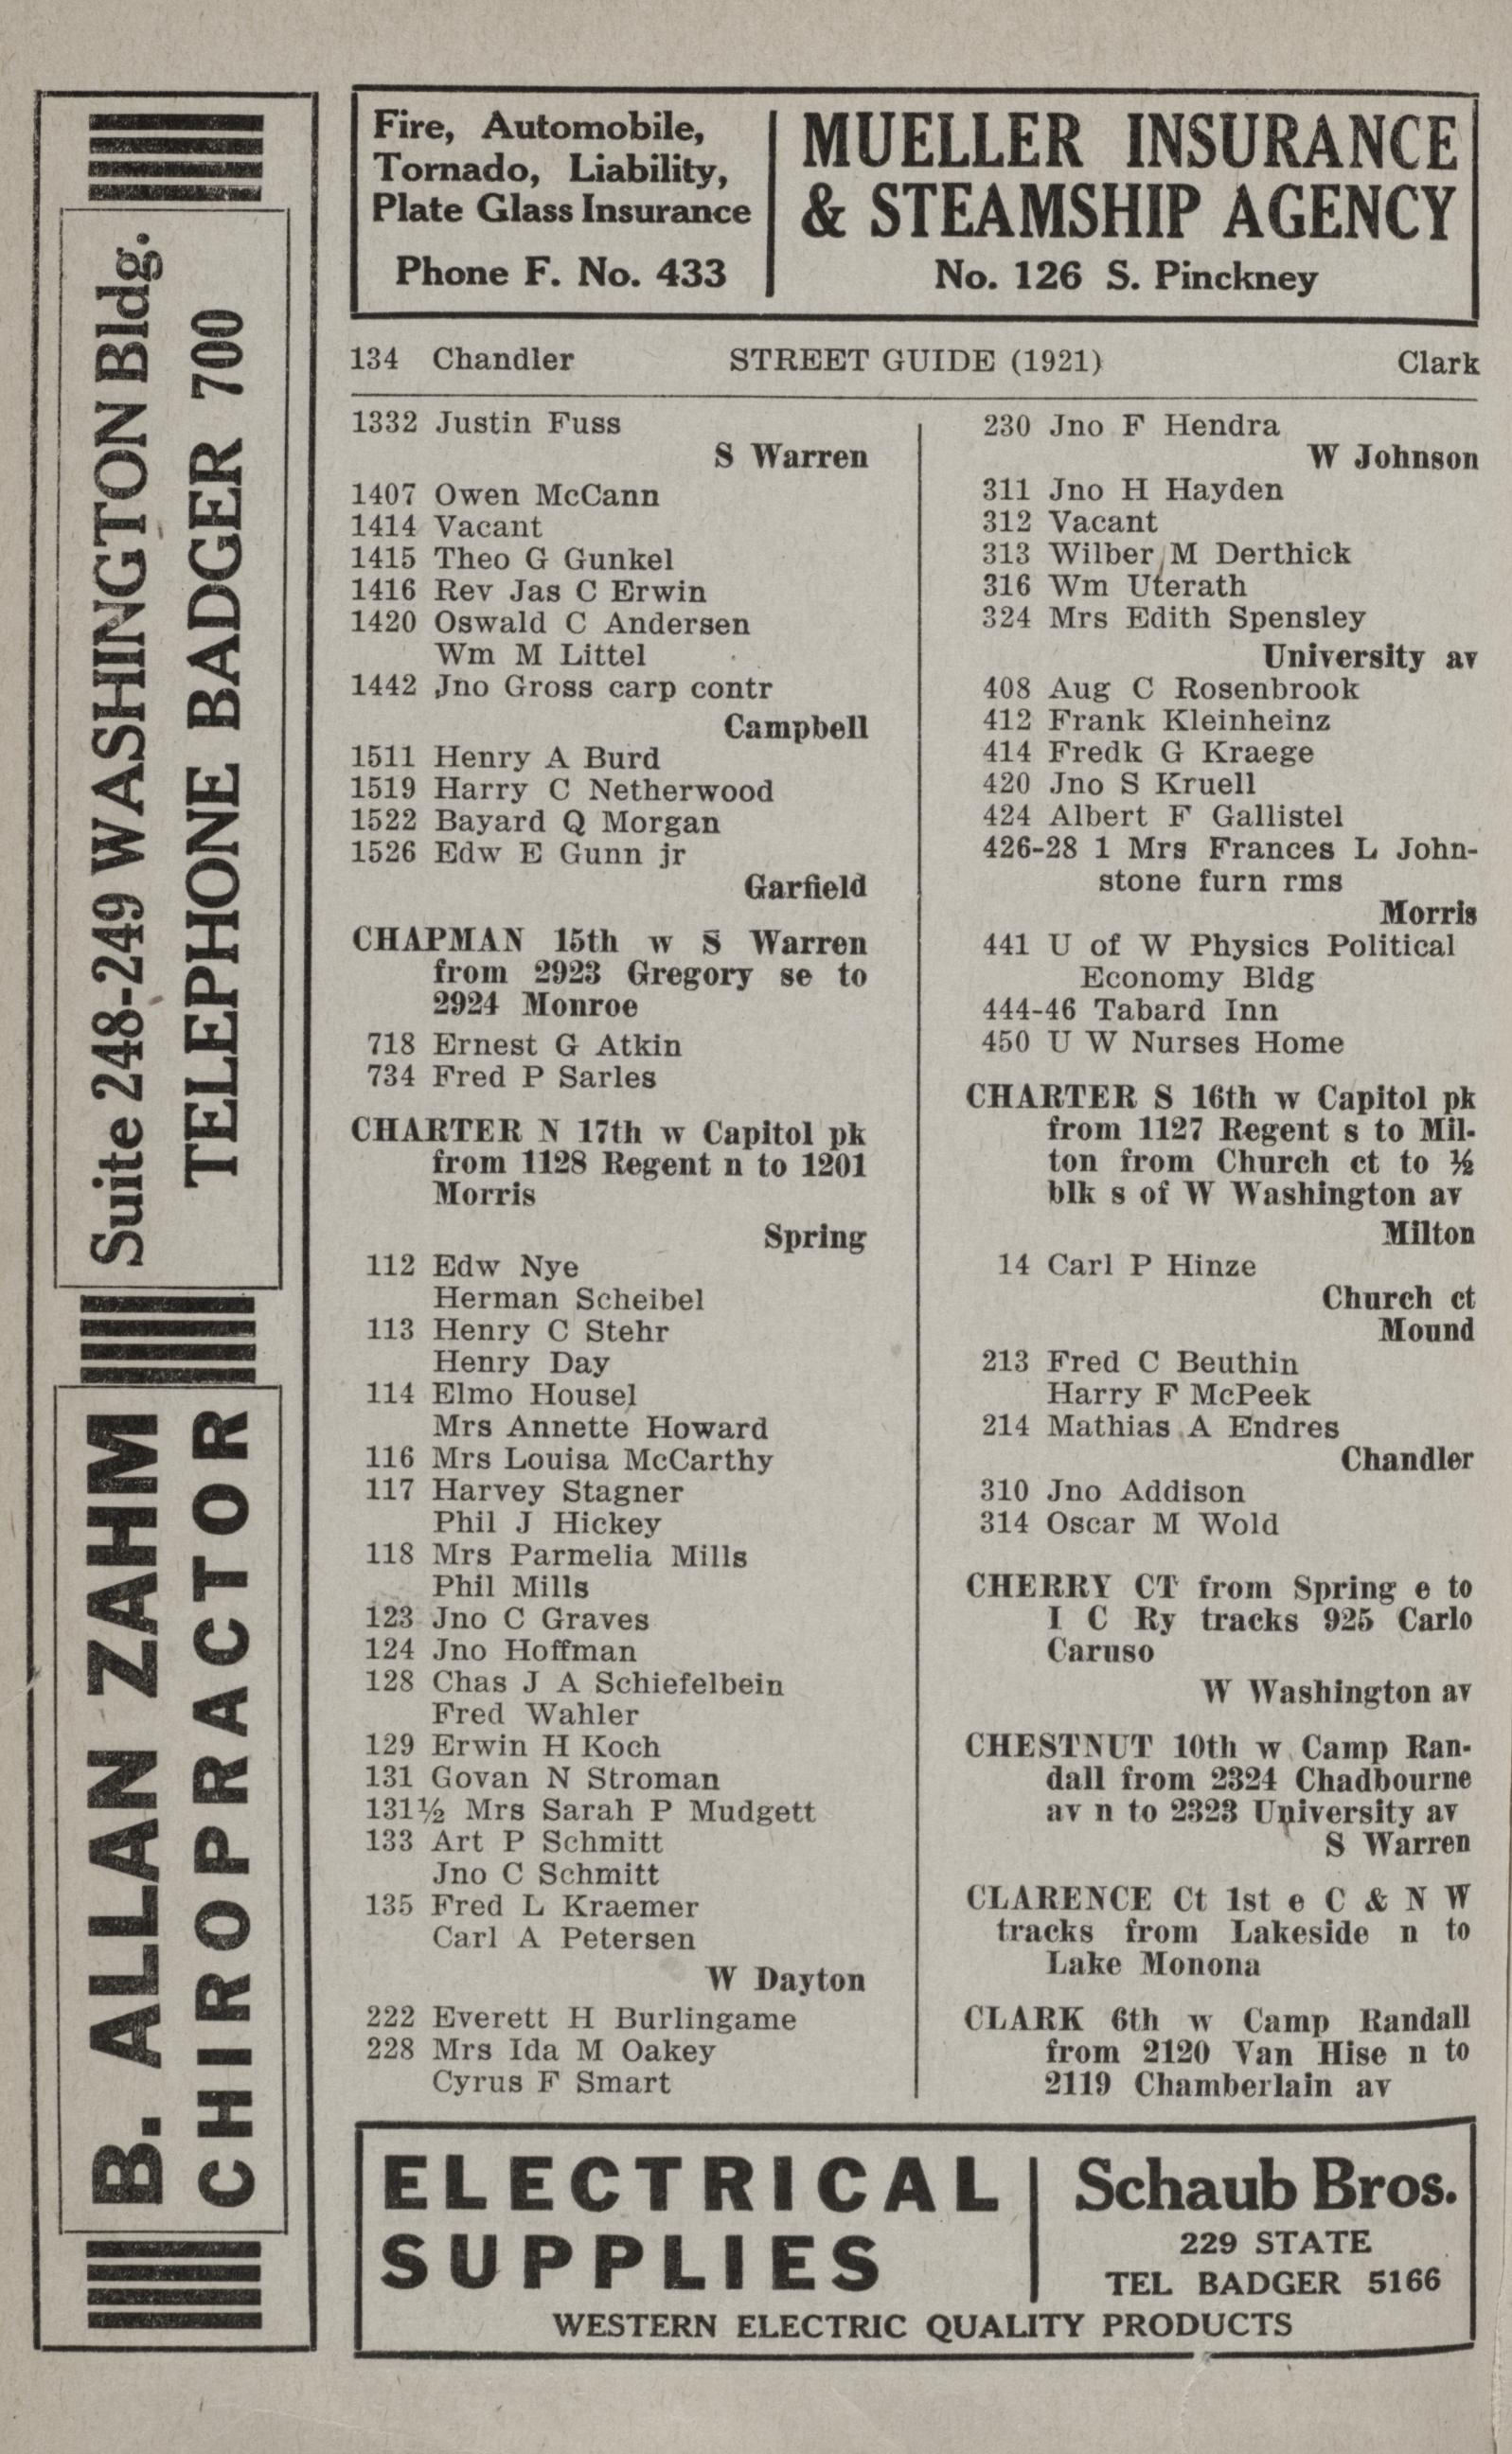 Suite 248-249 WASHINGTON Bldg.
TELEPHONE BADGER 700
B. ALLAN ZAHM
CHIROPRACTOR
Fire, Automobile,
Tornado, Liability,
Plate Glass Insurance
Phone F. No. 433
MUELLER INSURANCE
& STEAMSHIP AGENCY
No. 126 S. Pinckney
134 Chandler STREET GUIDE (1921) Clark
1332 Justin Fuss
S Warren
1407 Owen McCann
1414 Vacant
1415 Theo G Gunkel
1416 Rev Jas C Erwin
1420 Oswald C Andersen
Wm M Littel
1442 Jno Gross carp contr
Campbell
1511 Henry A Burd
1519 Harry C Netherwood
1522 Bayard Q Morgan
1526 Edw E Gunn jr
Garfield
CHAPMAN 15th w S Warren
from 2923 Gregory se to
2924 Monroe
718 Ernest G Atkin
734 Fred P Sarles
CHARTER N 17th w Capitol pk
from 1128 Regent n to 1201
Morris
Spring
112 Edw Nye
Herman Scheibel
113 Henry C Stehr
Henry Day
114 Elmo Housel
Mrs Annette Howard
116 Mrs Louisa McCarthy
117 Harvey Stagner
Phil J Hickey
118 Mrs Parmelia Mills
Phil Mills
123 Jno C Graves
124 Jno Hoffman
128 Chas J A Schiefelbein
Fred Wahler
129 Erwin H Koch
131 Govan N Stroman
131½ Mrs Sarah P Mudgett
133 Art P Schmitt
Jno C Schmitt
135 Fred L Kraemer
Carl A Petersen
W Dayton
222 Everett H Burlingame
228 Mrs Ida M Oakey
Cyrus F Smart
230 Jno F Hendra
W Johnson
311 Jno H Hayden
312 Vacant
313 Wilber M Derthick
316 Wm Uterath
324 Mrs Edith Spensley
University av
408 Aug C Rosenbrook
412 Frank Kleinheinz
414 Fredk G Kraege
420 Jno S Kruell
424 Albert F Gallistel
426-28 1 Mrs Frances L John-
stone furn rms
Morris
441 U of W Physics Political
Economy Bldg
444-46 Tabard Inn
450 U W Nurses Home
CHARTER S 16th w Capitol pk
from 1127 Regent s to Mil-
ton from Church ct to ½
blk s of W Washington av
Milton
14 Carl P Hinze
Church ct
Mound
213 Fred C Beuthin
Harry F McPeek
214 Mathias A Endres
Chandler
310 Jno Addison
314 Oscar M Wold
CHERRY CT from Spring e to
I C Ry tracks 925 Carlo
Caruso
W Washington av
CHESTNUT 10th w Camp Ran-
dall from 2324 Chadbourne
av n to 2323 University av
S Warren
CLARENCE Ct 1st e C & N W
tracks from Lakeside n to
Lake Monona
CLARK 6th w Camp Randall
from 2120 Van Hise n to
2119 Chamberlain av
ELECTRICAL
SUPPLIES
Schaub Bros.
229 STATE
TEL BADGER 5166
WESTERN ELECTRIC QUALITY PRODUCTS